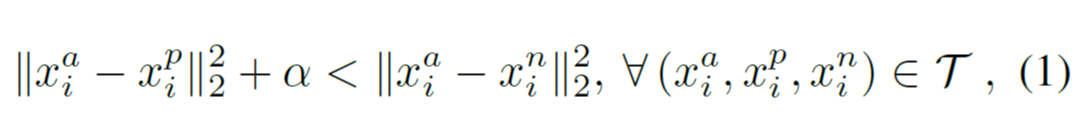 ‖x_i^a − x_i^p‖_2^2 + α < ‖x_i^a − x_i^n‖_2^2, ∀ (x_i^a, x_i^p, x_i^n) ∈ 𝒯 , (1)